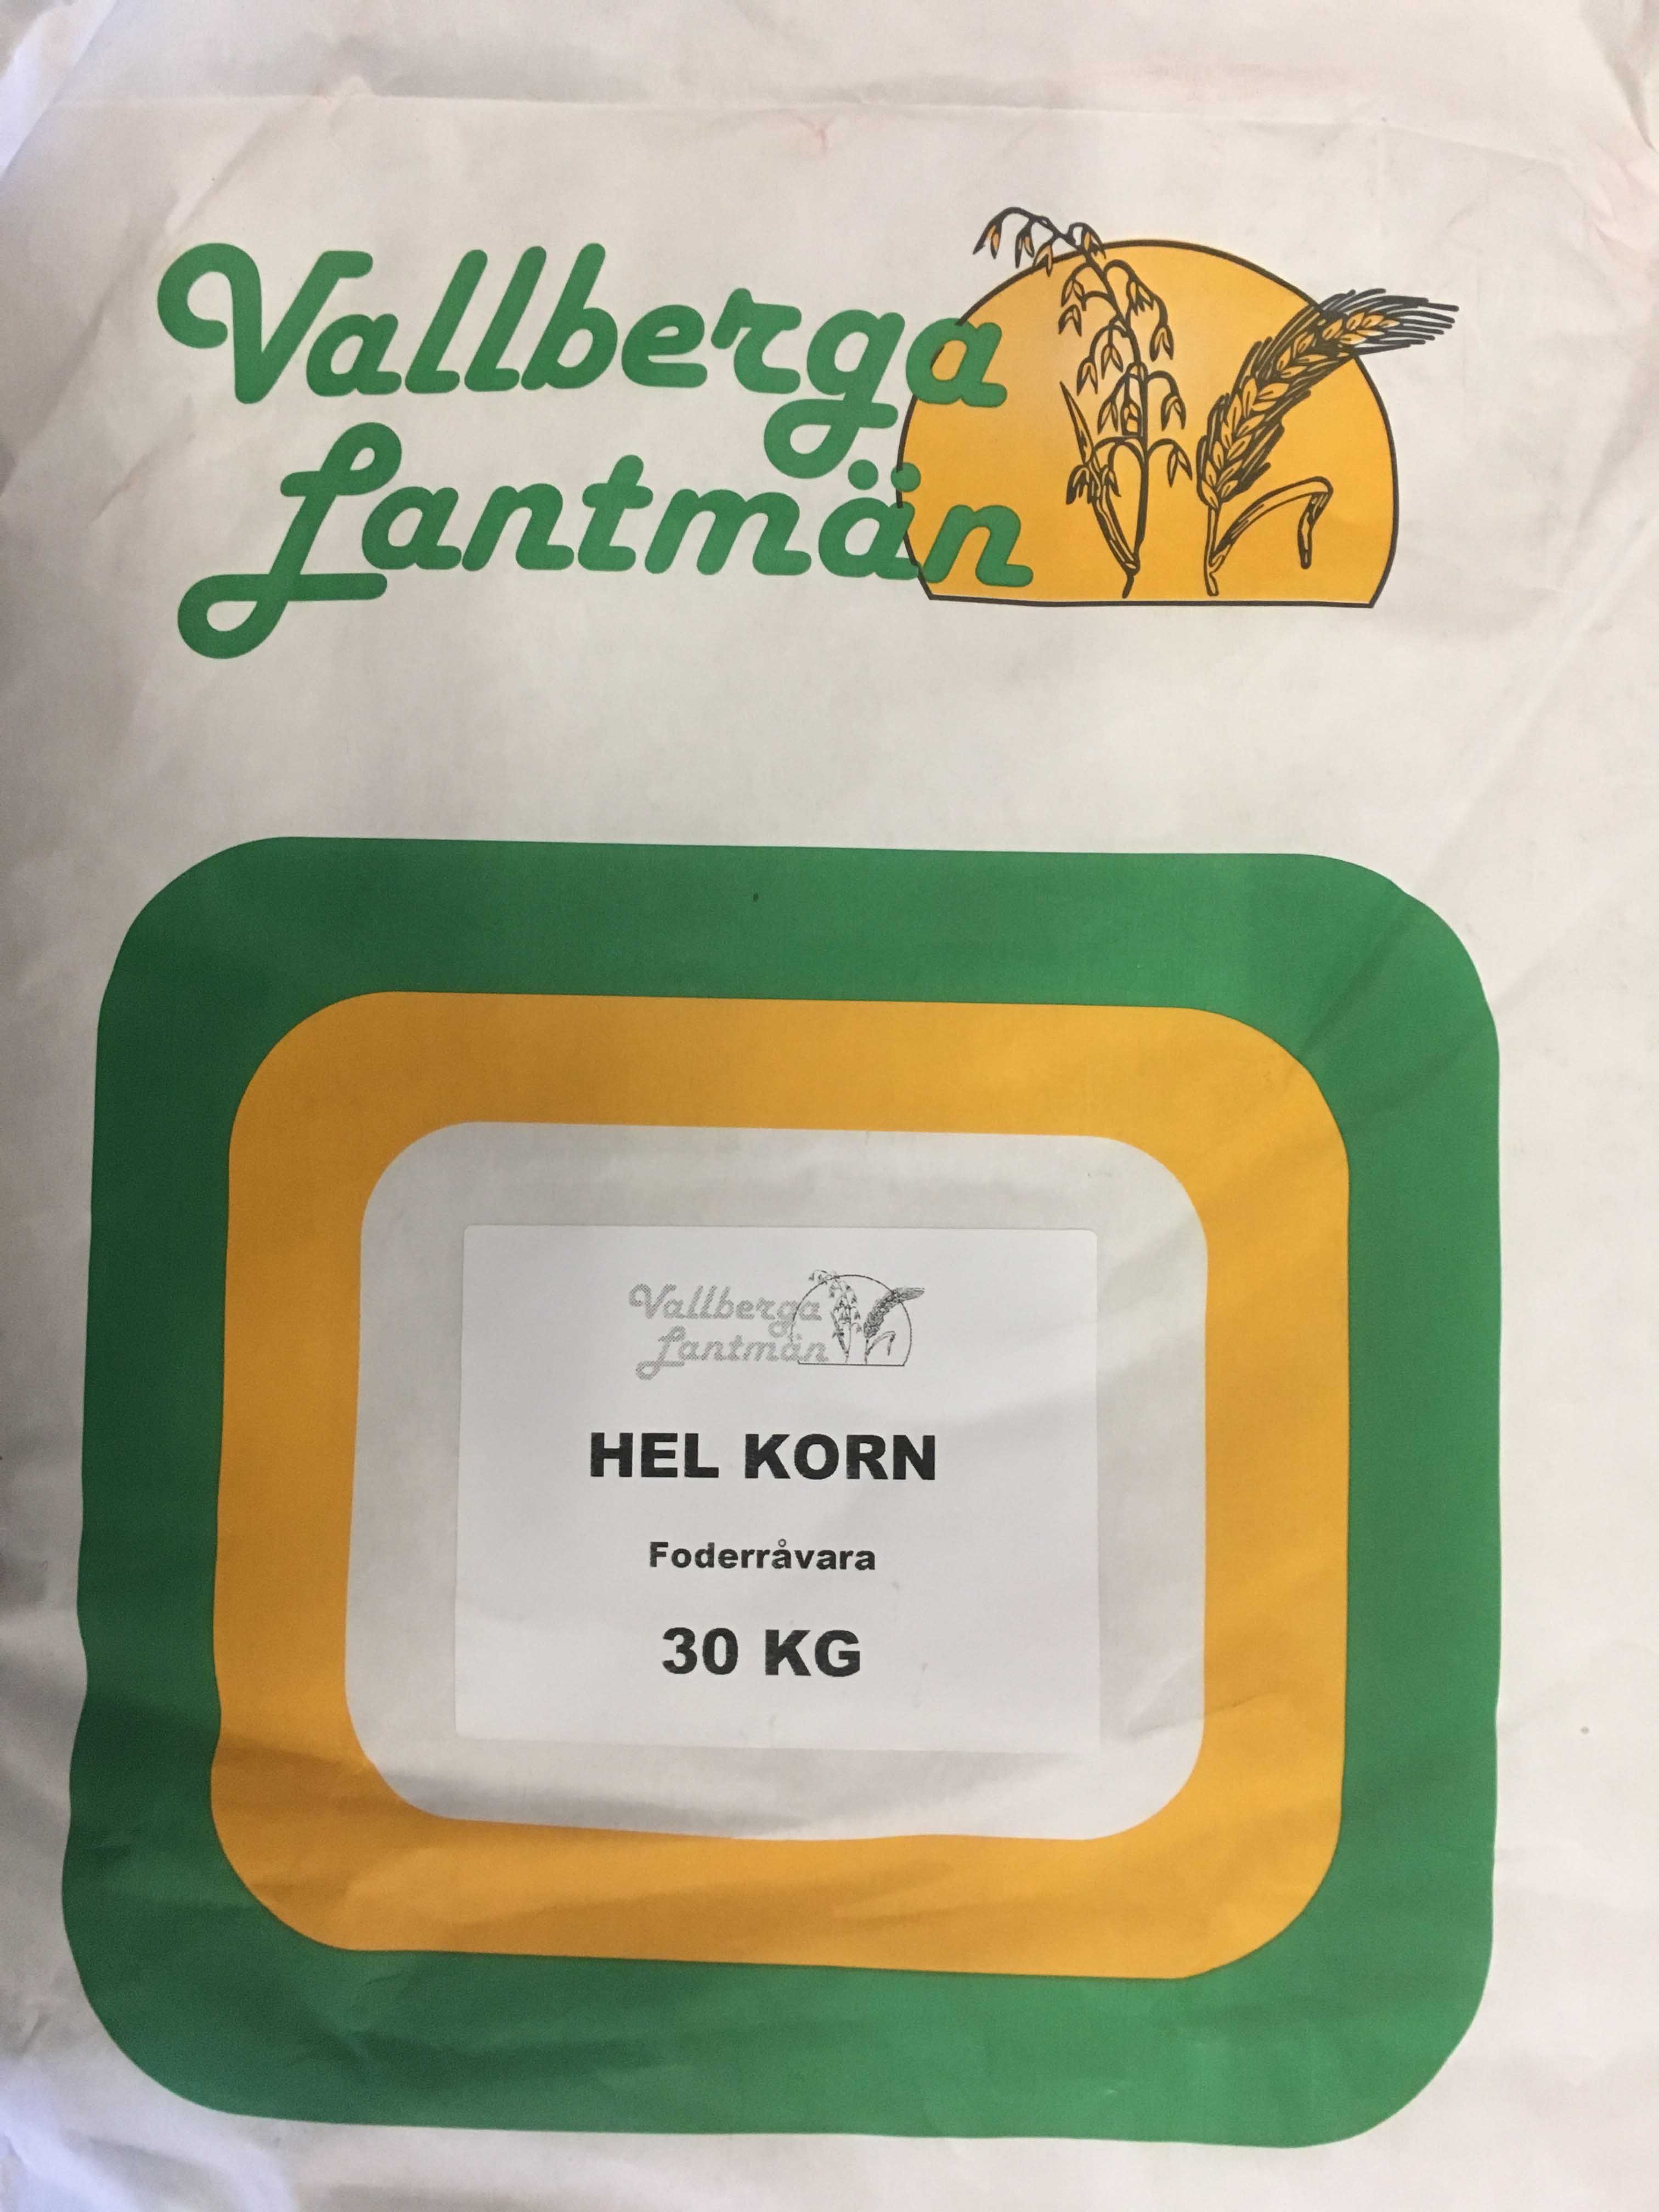 Vallberga
Lantmän
Vallberga
Lantmän
HEL KORN
Foderråvara
30 KG